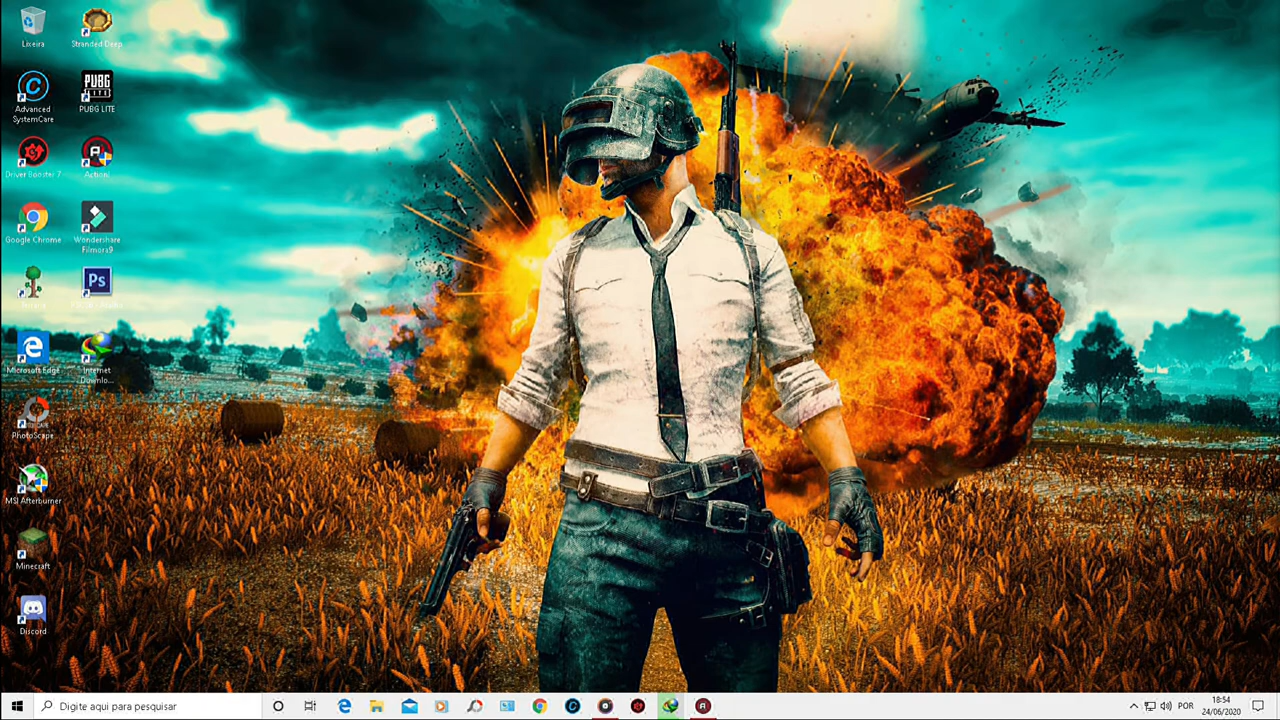 Lixeira
Stranded Deep
Advanced
SystemCare
PUBG
LITE
PUBG LITE
Driver Booster 7
Action!
Google Chrome
Wondershare
Filmora9
Ps
Microsoft Edge
Internet
Downlo...
PhotoScape
MSI Afterburner
Minecraft
Discord
Digite aqui para pesquisar
POR
18:54
24/06/2020